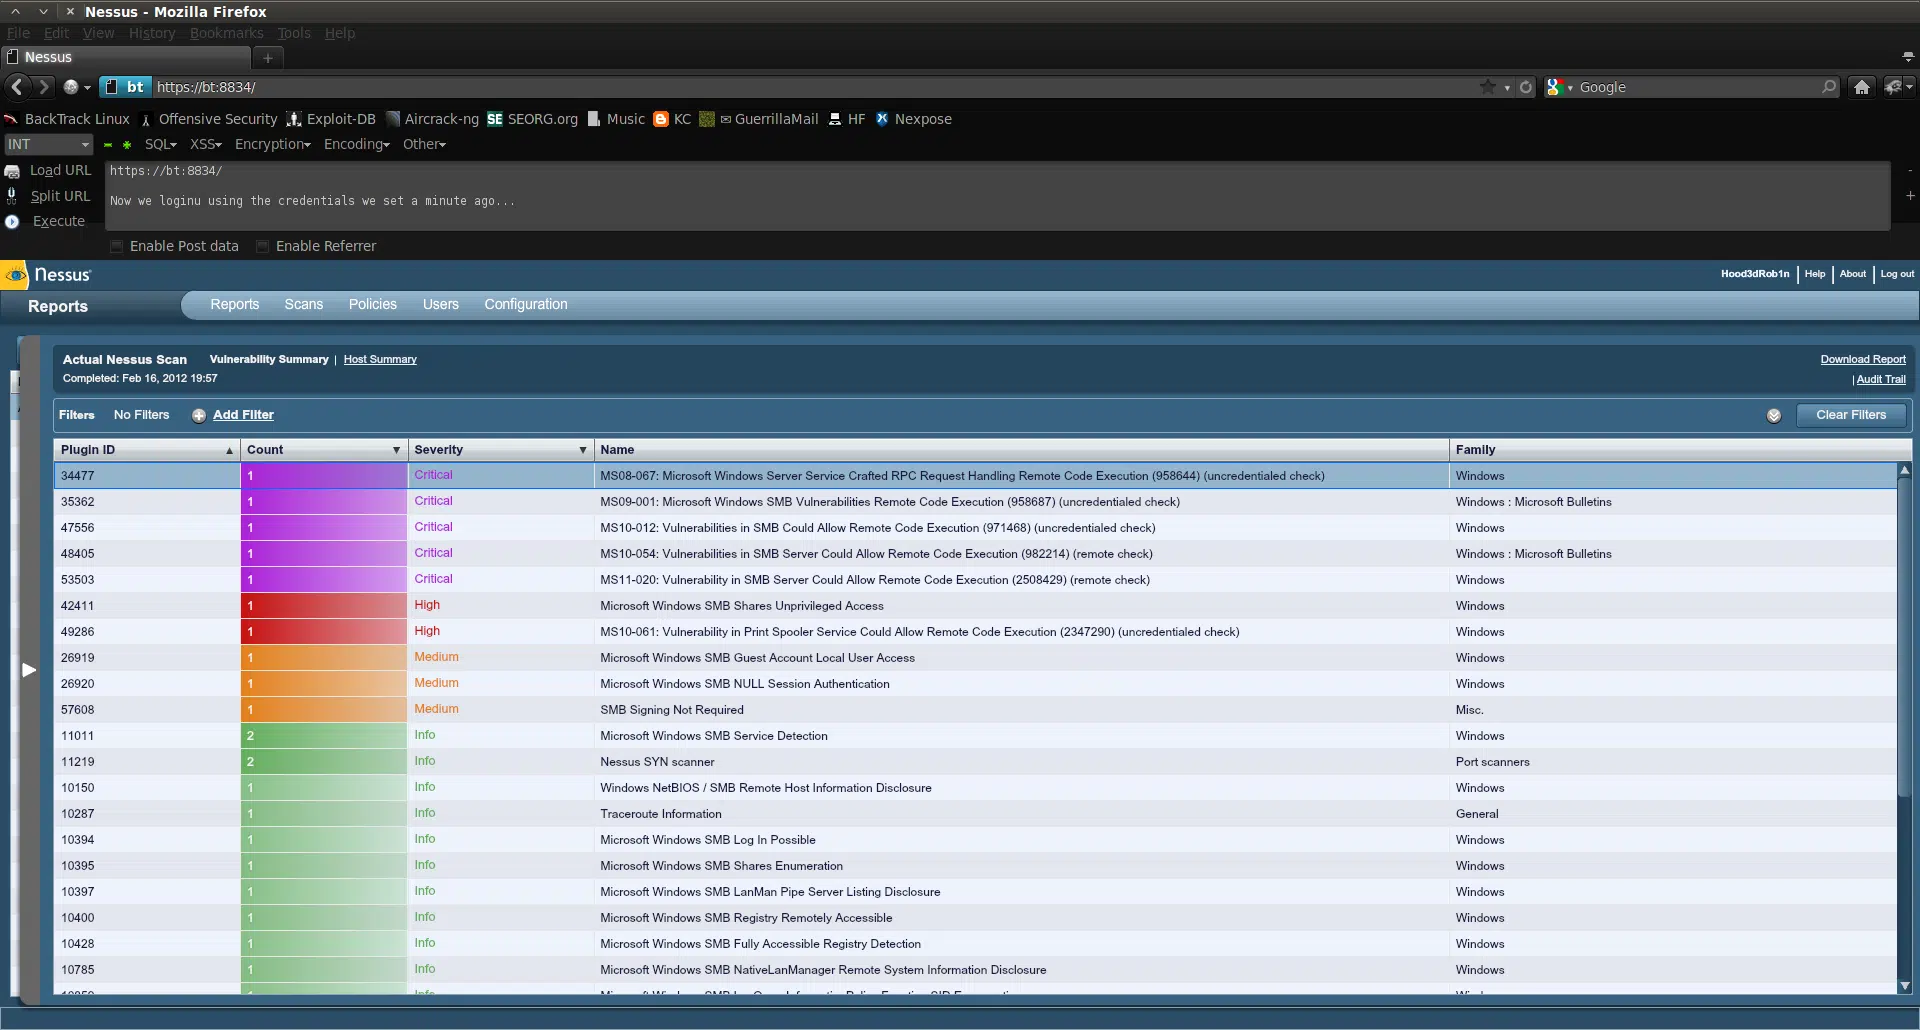 Nessus - Mozilla Firefox
File Edit View History Bookmarks Tools Help
Nessus
bt https://bt:8834/ Google
BackTrack Linux Offensive Security Exploit-DB Aircrack-ng SE SEORG.org Music KC GuerrillaMail HF Nexpose
INT SQL XSS Encryption Encoding Other
Load URL https://bt:8834/
Split URL Now we loginu using the credentials we set a minute ago...
Execute
Enable Post data Enable Referrer
Nessus Hood3dRob1n | Help | About | Log out
Reports Reports Scans Policies Users Configuration
Actual Nessus Scan Vulnerability Summary | Host Summary Download Report
Completed: Feb 16, 2012 19:57 | Audit Trail
Filters No Filters Add Filter Clear Filters
Plugin ID Count Severity Name Family
34477 1 Critical MS08-067: Microsoft Windows Server Service Crafted RPC Request Handling Remote Code Execution (958644) (uncredentialed check) Windows
35362 1 Critical MS09-001: Microsoft Windows SMB Vulnerabilities Remote Code Execution (958687) (uncredentialed check) Windows : Microsoft Bulletins
47556 1 Critical MS10-012: Vulnerabilities in SMB Could Allow Remote Code Execution (971468) (uncredentialed check) Windows
48405 1 Critical MS10-054: Vulnerabilities in SMB Server Could Allow Remote Code Execution (982214) (remote check) Windows : Microsoft Bulletins
53503 1 Critical MS11-020: Vulnerability in SMB Server Could Allow Remote Code Execution (2508429) (remote check) Windows
42411 1 High Microsoft Windows SMB Shares Unprivileged Access Windows
49286 1 High MS10-061: Vulnerability in Print Spooler Service Could Allow Remote Code Execution (2347290) (uncredentialed check) Windows
26919 1 Medium Microsoft Windows SMB Guest Account Local User Access Windows
26920 1 Medium Microsoft Windows SMB NULL Session Authentication Windows
57608 1 Medium SMB Signing Not Required Misc.
11011 2 Info Microsoft Windows SMB Service Detection Windows
11219 2 Info Nessus SYN scanner Port scanners
10150 1 Info Windows NetBIOS / SMB Remote Host Information Disclosure Windows
10287 1 Info Traceroute Information General
10394 1 Info Microsoft Windows SMB Log In Possible Windows
10395 1 Info Microsoft Windows SMB Shares Enumeration Windows
10397 1 Info Microsoft Windows SMB LanMan Pipe Server Listing Disclosure Windows
10400 1 Info Microsoft Windows SMB Registry Remotely Accessible Windows
10428 1 Info Microsoft Windows SMB Fully Accessible Registry Detection Windows
10785 1 Info Microsoft Windows SMB NativeLanManager Remote System Information Disclosure Windows